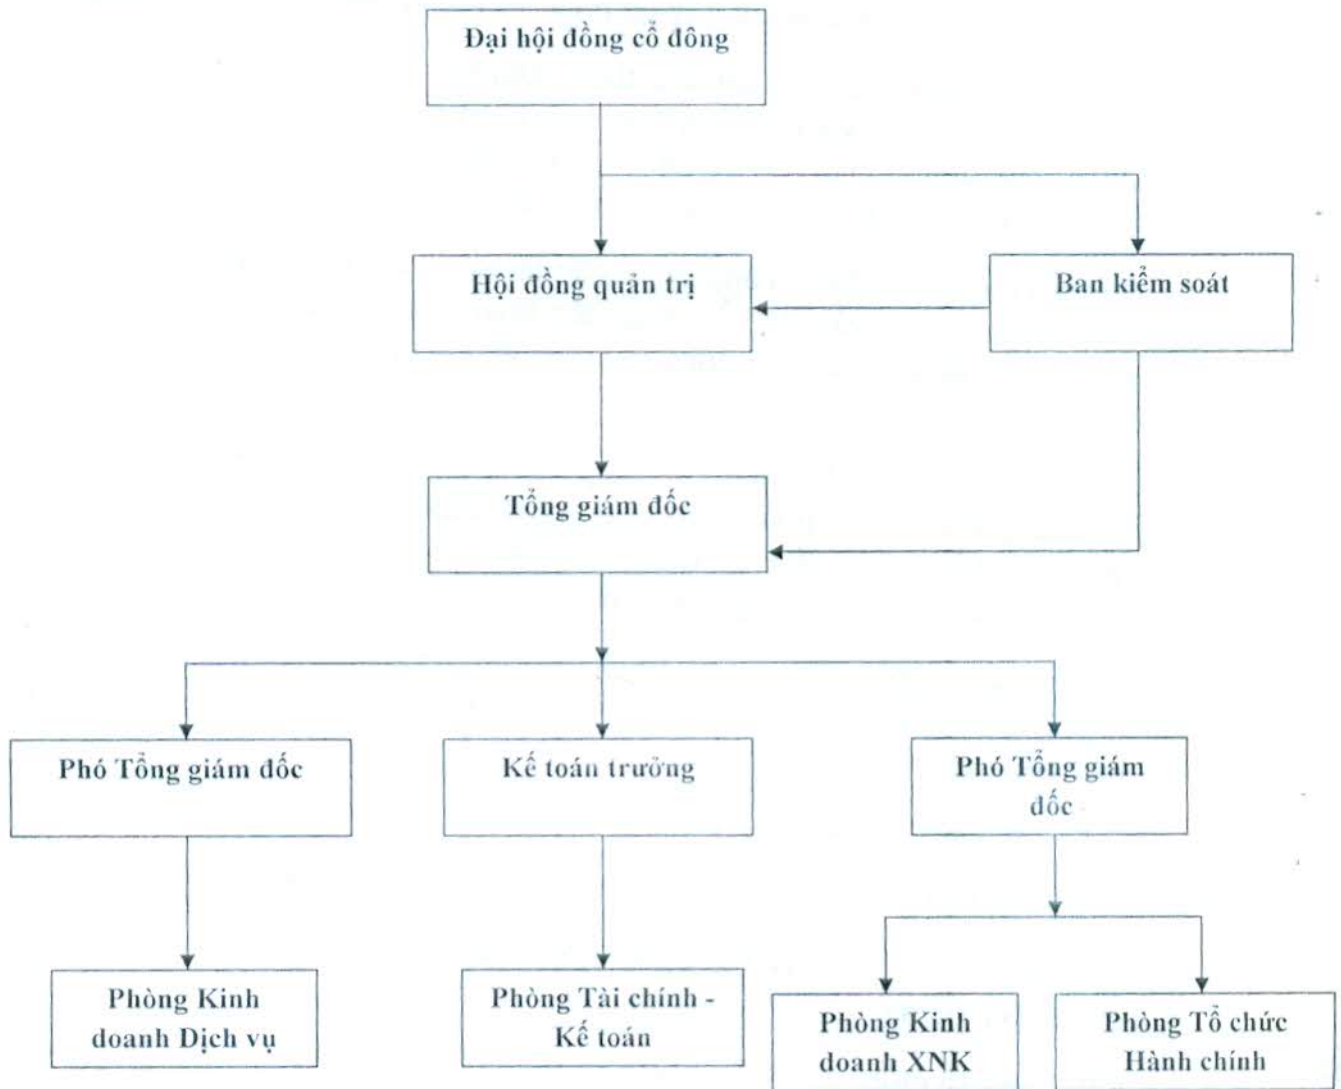 Đại hội đồng cổ đông
Hội đồng quản trị
Ban kiểm soát
Tổng giám đốc
Phó Tổng giám đốc
Kế toán trưởng
Phó Tổng giám
đốc
Phòng Kinh
doanh Dịch vụ
Phòng Tài chính -
Kế toán
Phòng Kinh
doanh XNK
Phòng Tổ chức
Hành chính